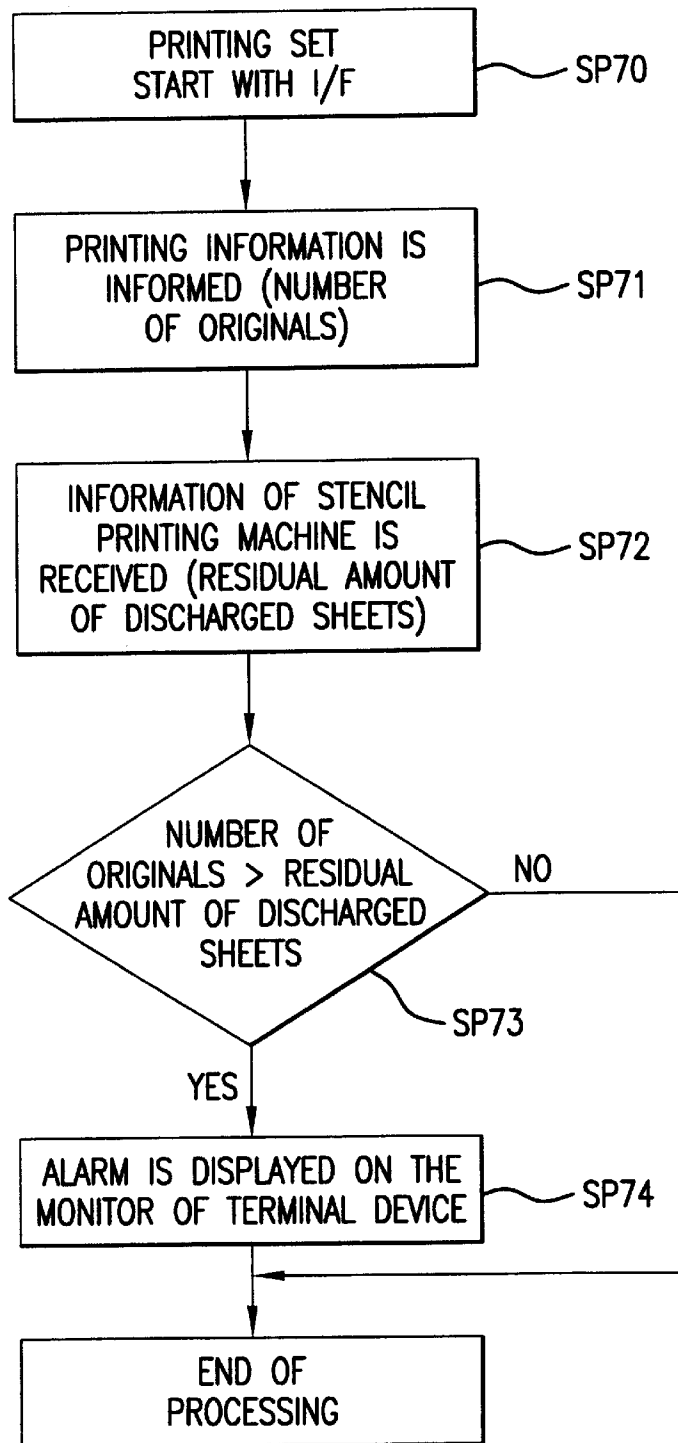 PRINTING SET
START WITH I/F
SP70
PRINTING INFORMATION IS
INFORMED (NUMBER
OF ORIGINALS)
SP71
INFORMATION OF STENCIL
PRINTING MACHINE IS
RECEIVED (RESIDUAL AMOUNT
OF DISCHARGED SHEETS)
SP72
NUMBER OF
ORIGINALS > RESIDUAL
AMOUNT OF DISCHARGED
SHEETS
NO
SP73
YES
ALARM IS DISPLAYED ON THE
MONITOR OF TERMINAL DEVICE
SP74
END OF
PROCESSING